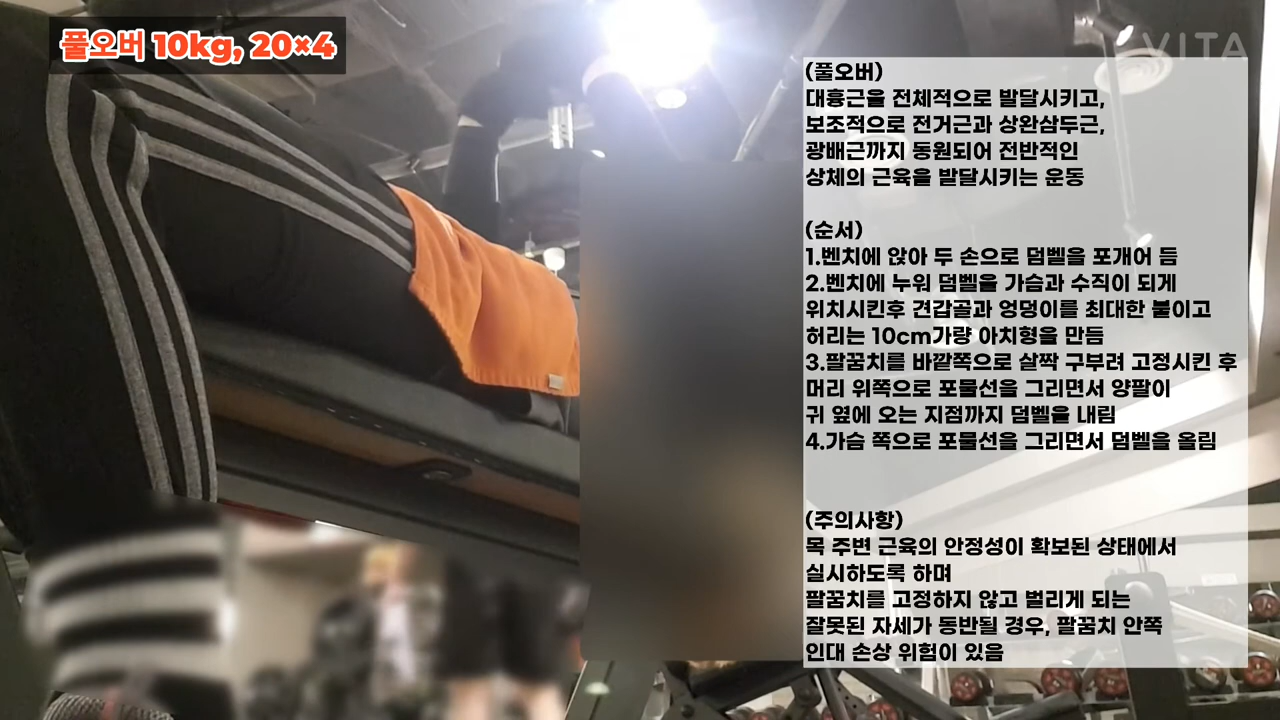 풀오버 10kg, 20×4
VITA
(풀오버)
대흉근을 전체적으로 발달시키고,
보조적으로 전거근과 상완삼두근,
광배근까지 동원되어 전반적인
상체의 근육을 발달시키는 운동
(순서)
1.벤치에 앉아 두 손으로 덤벨을 포개어 듬
2.벤치에 누워 덤벨을 가슴과 수직이 되게
위치시킨후 견갑골과 엉덩이를 최대한 붙이고
허리는 10cm가량 아치형을 만듬
3.팔꿈치를 바깥쪽으로 살짝 구부려 고정시킨 후
머리 위쪽으로 포물선을 그리면서 양팔이
귀 옆에 오는 지점까지 덤벨을 내림
4.가슴 쪽으로 포물선을 그리면서 덤벨을 올림
(주의사항)
목 주변 근육의 안정성이 확보된 상태에서
실시하도록 하며
팔꿈치를 고정하지 않고 벌리게 되는
잘못된 자세가 동반될 경우, 팔꿈치 안쪽
인대 손상 위험이 있음